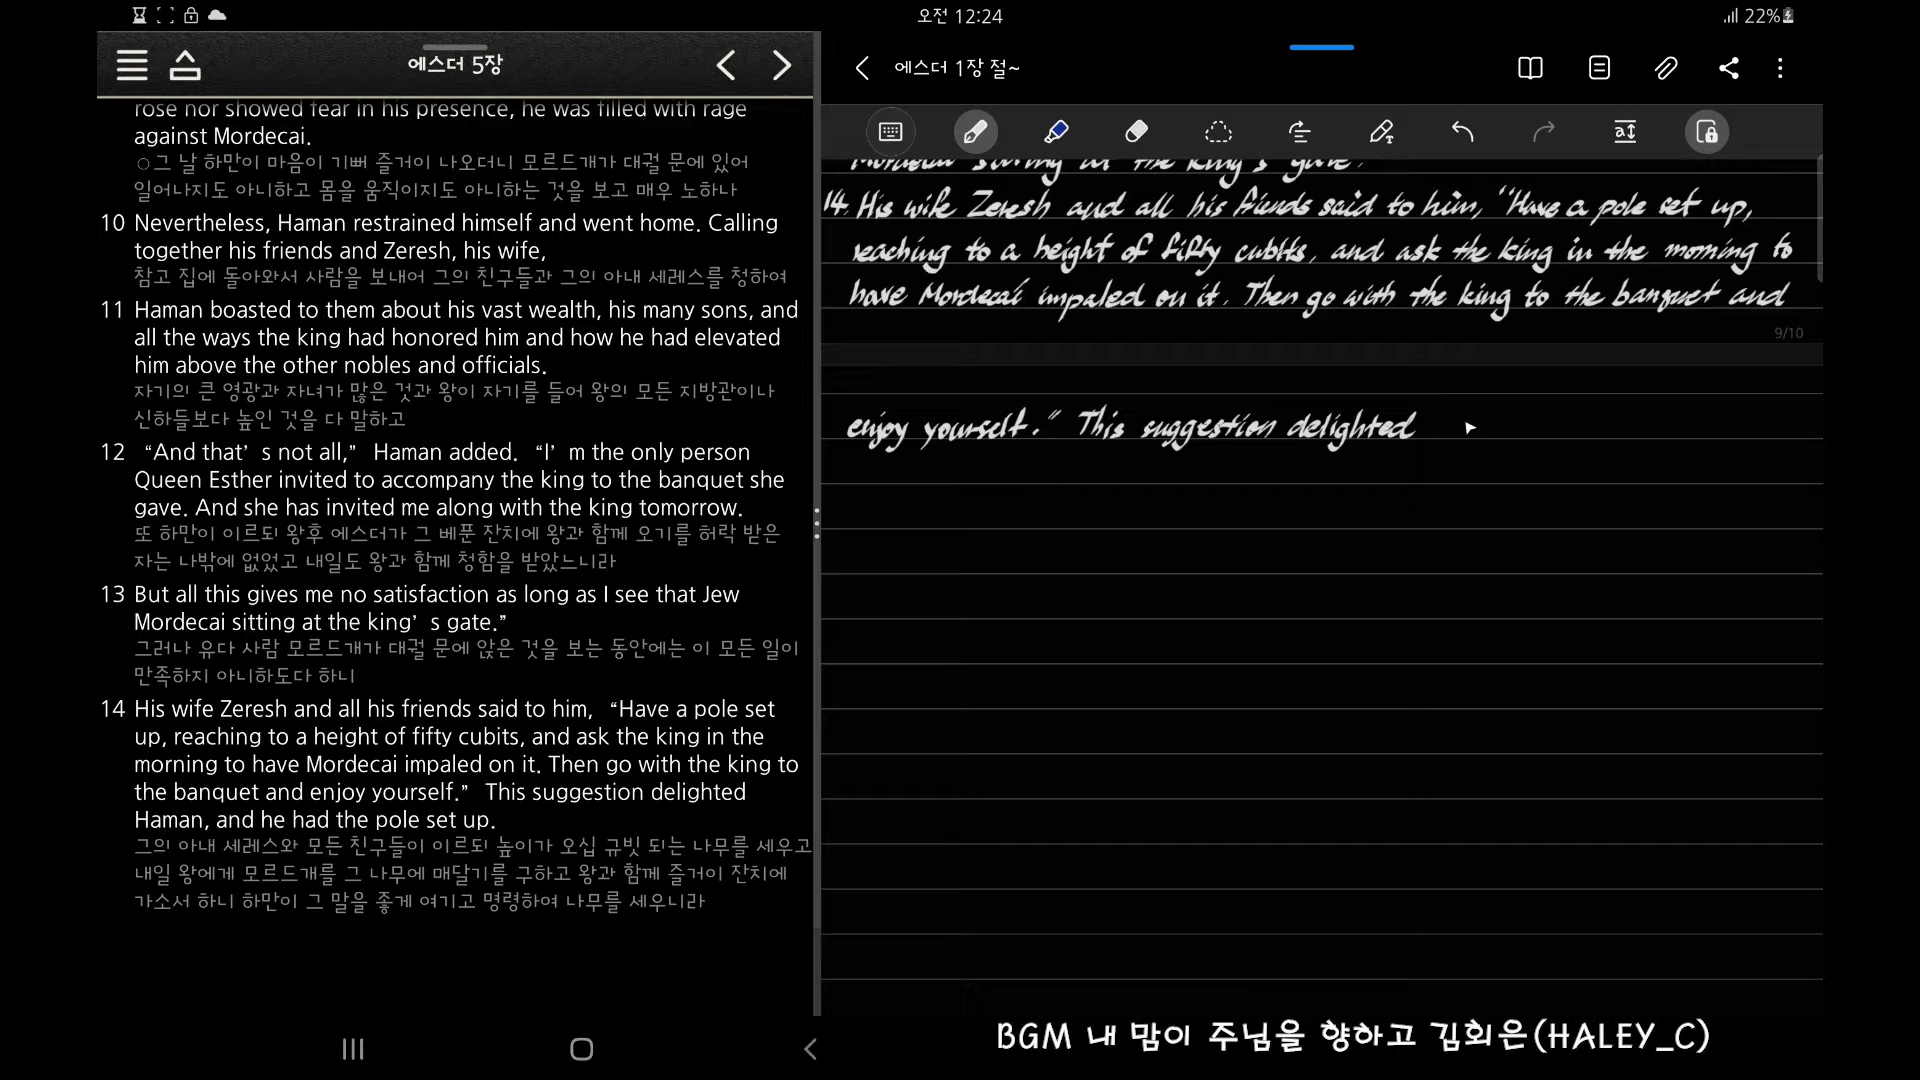 오전 12:24
22%
에스더 5장
rose nor showed fear in his presence, he was filled with rage
against Mordecai.
○그 날 하만이 마음이 기뻐 즐거이 나오더니 모르드개가 대궐 문에 있어
일어나지도 아니하고 몸을 움직이지도 아니하는 것을 보고 매우 노하나
10 Nevertheless, Haman restrained himself and went home. Calling
together his friends and Zeresh, his wife,
참고 집에 돌아와서 사람을 보내어 그의 친구들과 그의 아내 세레스를 청하여
11 Haman boasted to them about his vast wealth, his many sons, and
all the ways the king had honored him and how he had elevated
him above the other nobles and officials.
자기의 큰 영광과 자녀가 많은 것과 왕이 자기를 들어 왕의 모든 지방관이나
신하들보다 높인 것을 다 말하고
12 “And that’s not all,” Haman added. “I’m the only person
Queen Esther invited to accompany the king to the banquet she
gave. And she has invited me along with the king tomorrow.
또 하만이 이르되 왕후 에스더가 그 베푼 잔치에 왕과 함께 오기를 허락 받은
자는 나밖에 없었고 내일도 왕과 함께 청함을 받았느니라
13 But all this gives me no satisfaction as long as I see that Jew
Mordecai sitting at the king’s gate.”
그러나 유다 사람 모르드개가 대궐 문에 앉은 것을 보는 동안에는 이 모든 일이
만족하지 아니하도다 하니
14 His wife Zeresh and all his friends said to him, “Have a pole set
up, reaching to a height of fifty cubits, and ask the king in the
morning to have Mordecai impaled on it. Then go with the king to
the banquet and enjoy yourself.” This suggestion delighted
Haman, and he had the pole set up.
그의 아내 세레스와 모든 친구들이 이르되 높이가 오십 규빗 되는 나무를 세우고
내일 왕에게 모르드개를 그 나무에 매달기를 구하고 왕과 함께 즐거이 잔치에
가소서 하니 하만이 그 말을 좋게 여기고 명령하여 나무를 세우니라
에스더 1장 절~
Mordecai sitting at the king's gate."
14. His wife Zeresh and all his friends said to him, "Have a pole set up,
reaching to a height of fifty cubits, and ask the king in the morning to
have Mordecai impaled on it. Then go with the king to the banquet and
9/10
enjoy yourself." This suggestion delighted
BGM 내 맘이 주님을 향하고 김회은(HALEY_C)